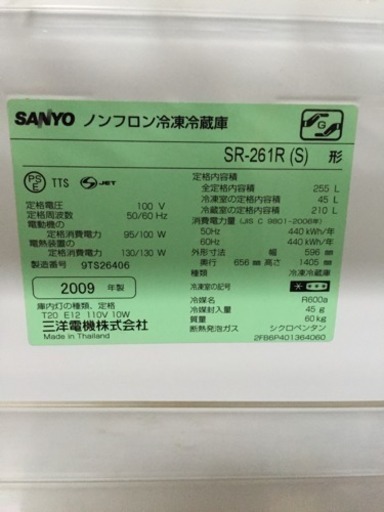 SANYO ノンフロン冷凍冷蔵庫
SR-261R (S) 形
PS E TTS S JET
定格電圧 100 V
定格周波数 50/60 Hz
電動機の
定格消費電力 95/100 W
電熱装置の
定格消費電力 130/130 W
製造番号 9TS26406
2009 年製
庫内灯の種類、定格
T20 E12 110V 10W
三洋電機株式会社
Made in Thailand
G
定格内容積
全定格内容積 255 L
冷凍室の定格内容積 45 L
冷蔵室の定格内容積 210 L
消費電力量 (JIS C 9801-2006年)
50Hz 440 kWh/年
60Hz 440 kWh/年
外形寸法 幅 596 mm
奥行 656 mm 高さ 1405 mm
種類 冷凍冷蔵庫
冷凍室の記号
冷媒名 R600a
冷媒封入量 45 g
質量 60 kg
断熱発泡ガス シクロペンタン
2FB6P401364060